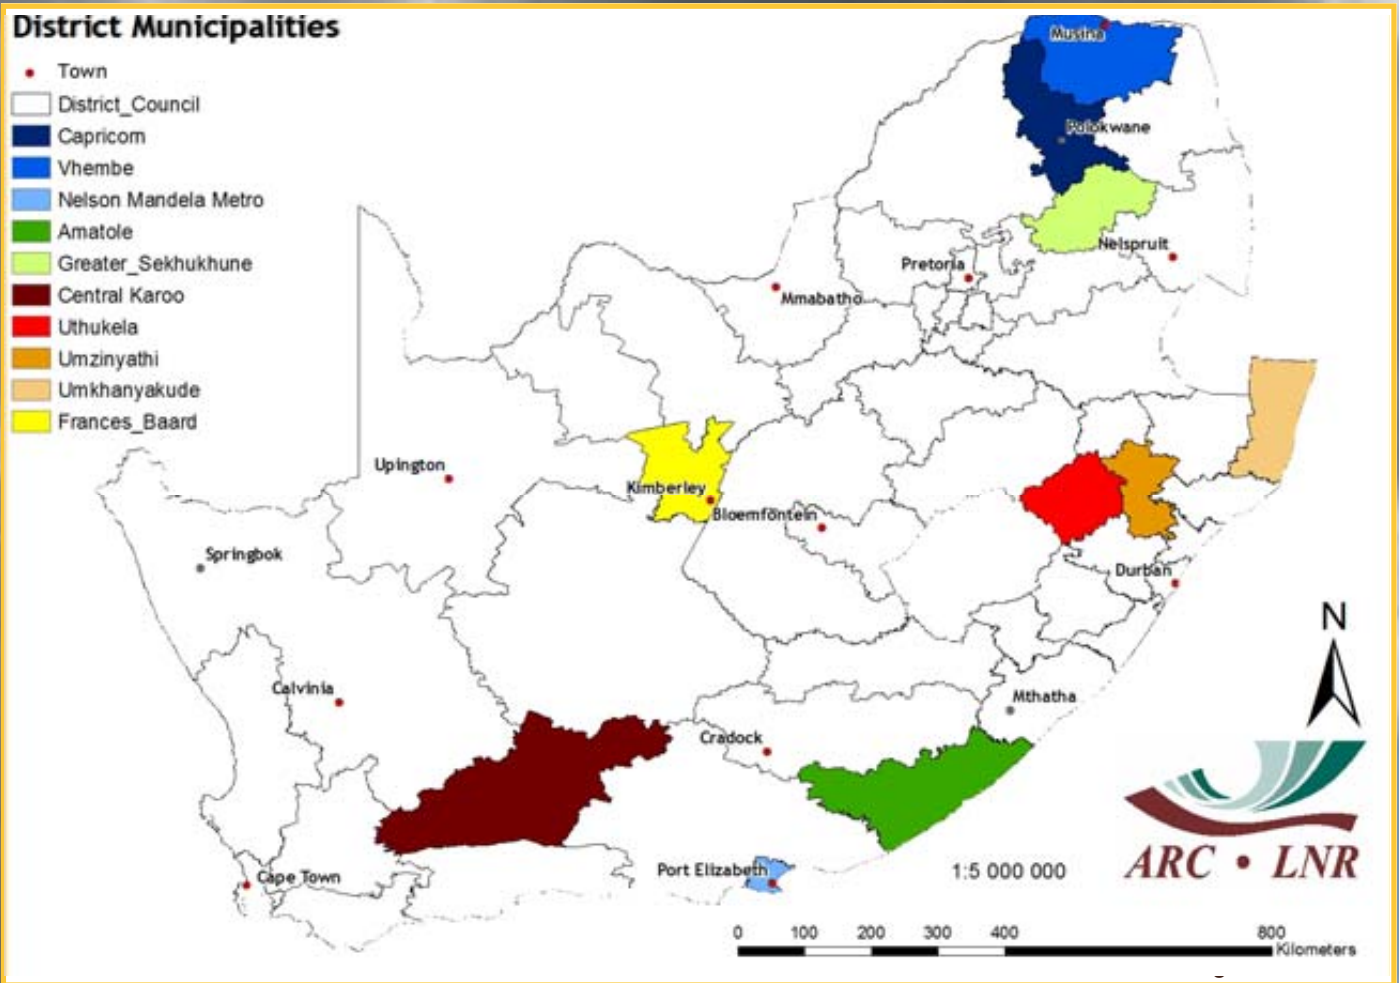 District Municipalities
Town
District_Council
Capricorn
Vhembe
Nelson Mandela Metro
Amatole
Greater_Sekhukhune
Central Karoo
Uthukela
Umzinyathi
Umkhanyakude
Frances_Baard
Musina
Polokwane
Nelspruit
Pretoria
Mmabatho
Upington
Kimberley
Bloemfontein
Springbok
Durban
Calvinia
Mthatha
Cradock
Cape Town
Port Elizabeth
N
ARC • LNR
1:5 000 000
0 100 200 300 400 800
Kilometers